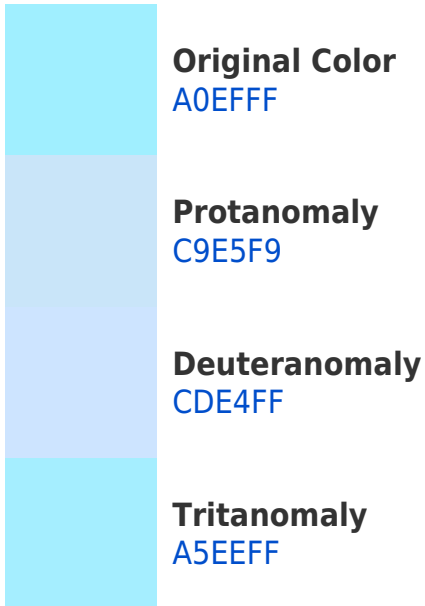 Original Color
A0EFFF
Protanomaly
C9E5F9
Deuteranomaly
CDE4FF
Tritanomaly
A5EEFF